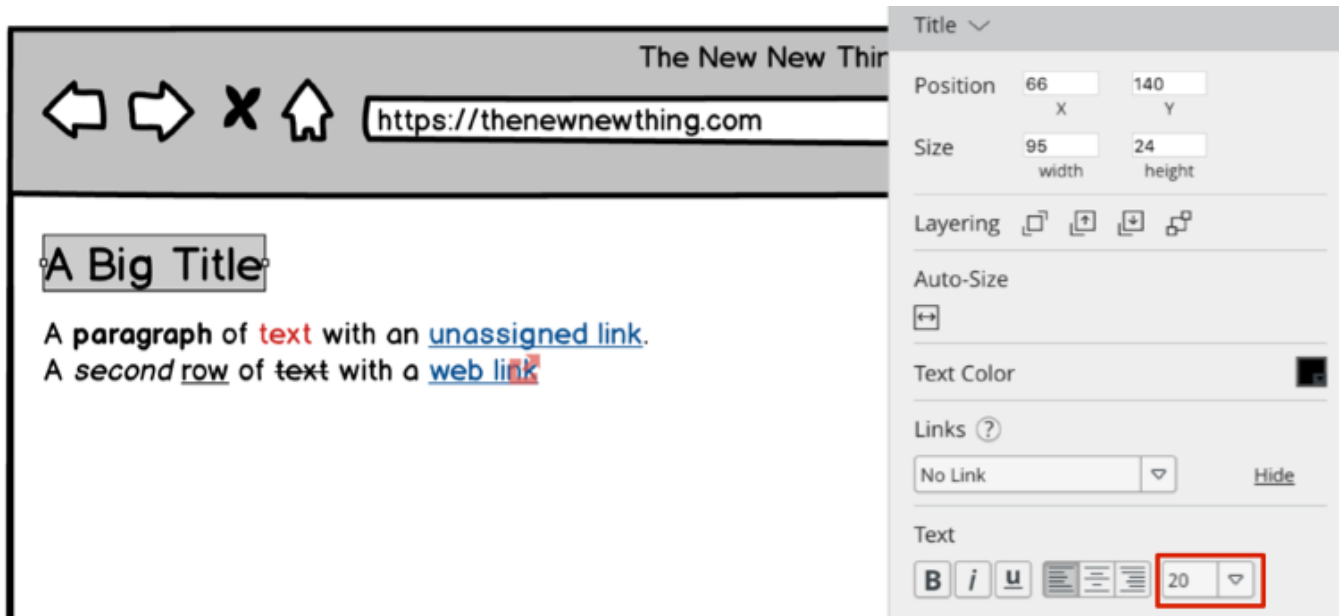 The New New Thin
https://thenewnewthing.com
A Big Title
A paragraph of text with an unassigned link.
A second row of text with a web link
Title
Position 66 140
X Y
Size 95 24
width height
Layering
Auto-Size
Text Color
Links ?
No Link Hide
Text
B i u 20